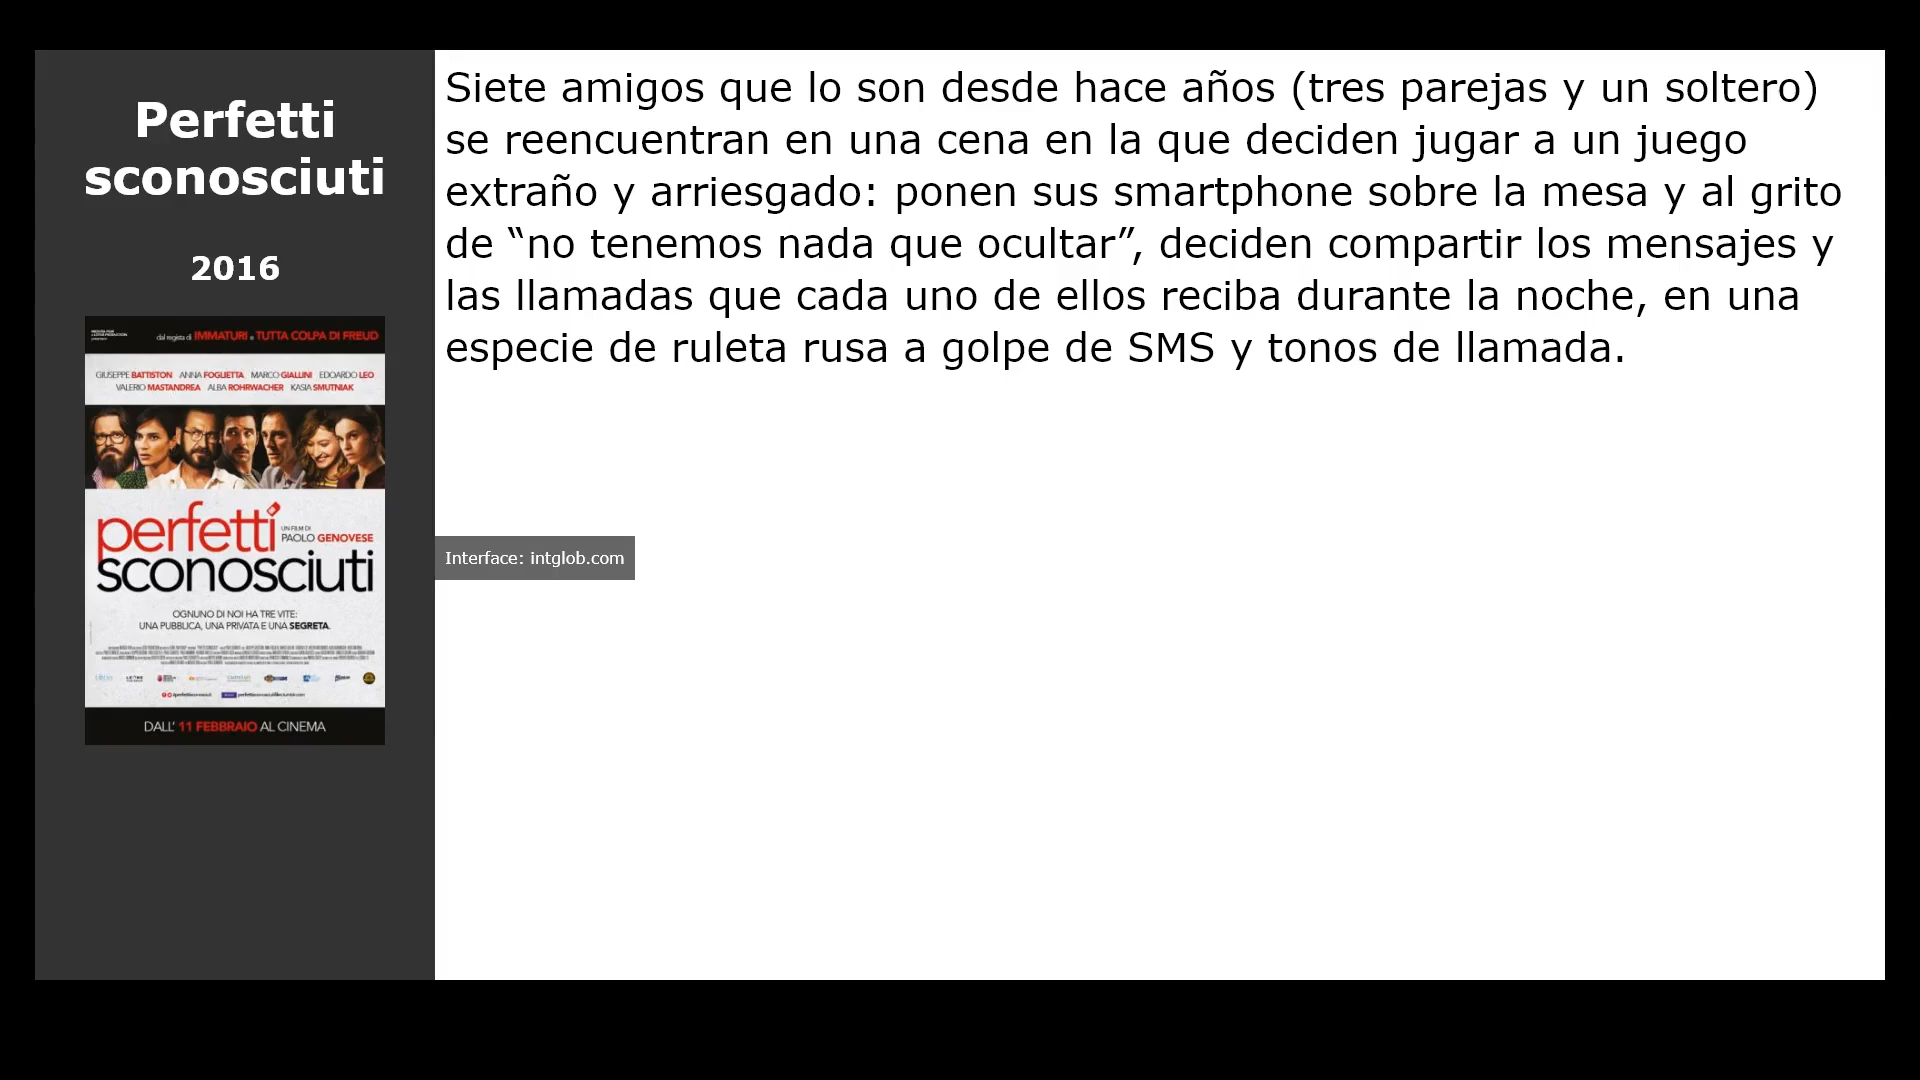 Perfetti
sconosciuti
2016
dal regista di IMMATURI e TUTTA COLPA DI FREUD
GIUSEPPE BATTISTON ANNA FOGLIETTA MARCO GIALLINI EDOARDO LEO
VALERIO MASTANDREA ALBA ROHRWACHER KASIA SMUTNIAK
perfetti
UN FILM DI
PAOLO GENOVESE
sconosciuti
OGNUNO DI NOI HA TRE VITE:
UNA PUBBLICA, UNA PRIVATA E UNA SEGRETA.
DALL' 11 FEBBRAIO AL CINEMA
Siete amigos que lo son desde hace años (tres parejas y un soltero)
se reencuentran en una cena en la que deciden jugar a un juego
extraño y arriesgado: ponen sus smartphone sobre la mesa y al grito
de “no tenemos nada que ocultar”, deciden compartir los mensajes y
las llamadas que cada uno de ellos reciba durante la noche, en una
especie de ruleta rusa a golpe de SMS y tonos de llamada.
Interface: intglob.com